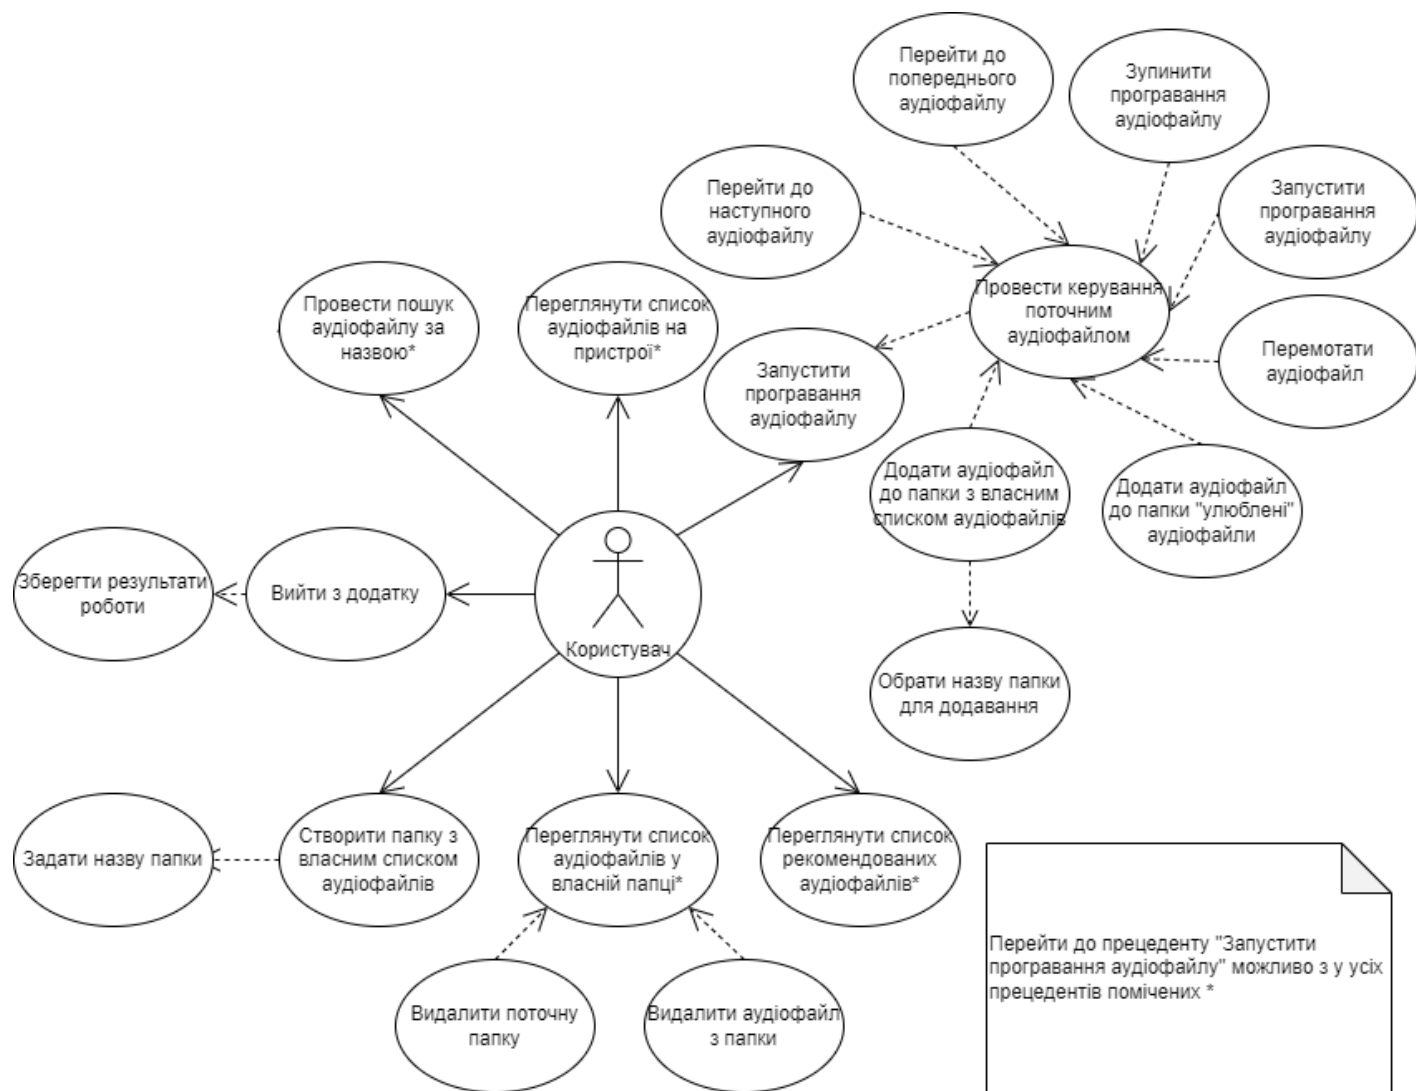 Перейти до
попереднього
аудіофайлу
Зупинити
програвання
аудіофайлу
Перейти до
наступного
аудіофайлу
Запустити
програвання
аудіофайлу
Провести пошук
аудіофайлу за
назвою*
Переглянути список
аудіофайлів на
пристрої*
Провести керування
поточним
аудіофайлом
Запустити
програвання
аудіофайлу
Перемотати
аудіофайл
Додати аудіофайл
до папки з власним
списком аудіофайлів
Додати аудіофайл
до папки "улюблені"
аудіофайли
Зберегти результати
роботи
Вийти з додатку
Користувач
Обрати назву папки
для додавання
Задати назву папки
Створити папку з
власним списком
аудіофайлів
Переглянути список
аудіофайлів у
власній папці*
Переглянути список
рекомендованих
аудіофайлів*
Видалити поточну
папку
Видалити аудіофайл
з папки
Перейти до прецеденту "Запустити
програвання аудіофайлу" можливо з у усіх
прецедентів помічених *